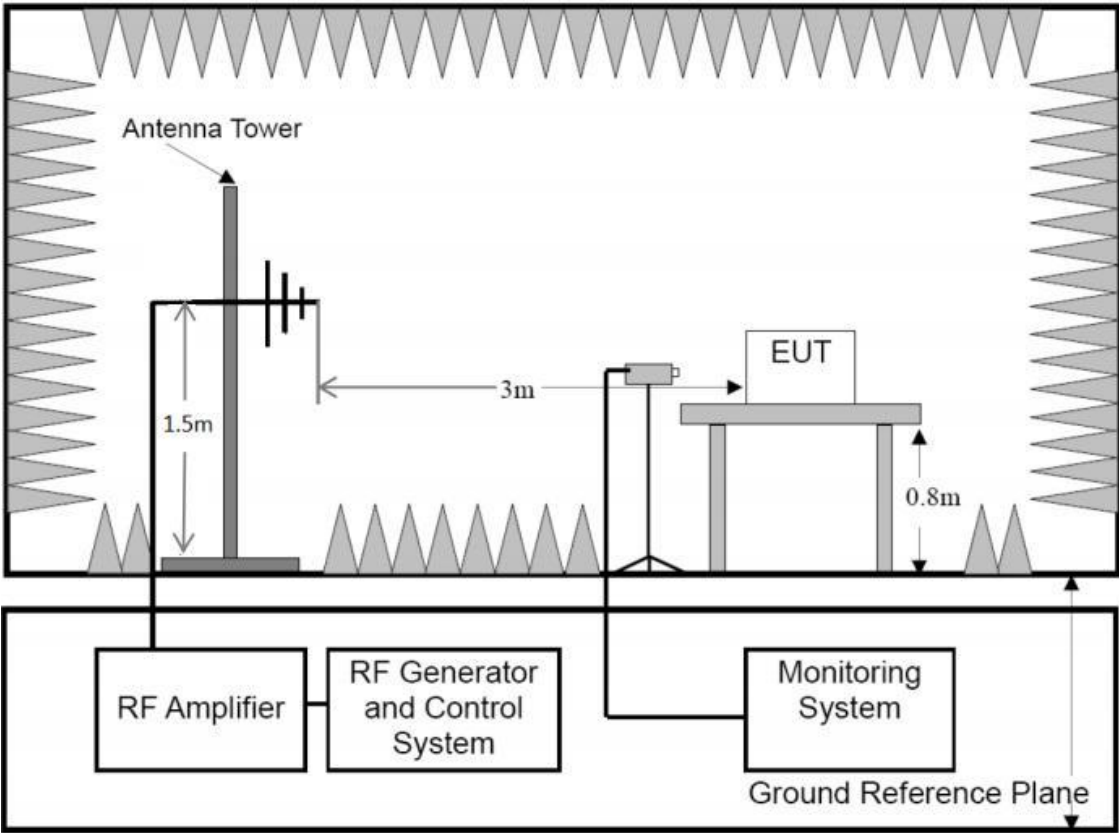 Antenna Tower
EUT
3m
1.5m
0.8m
RF Amplifier
RF Generator
and Control
System
Monitoring
System
Ground Reference Plane